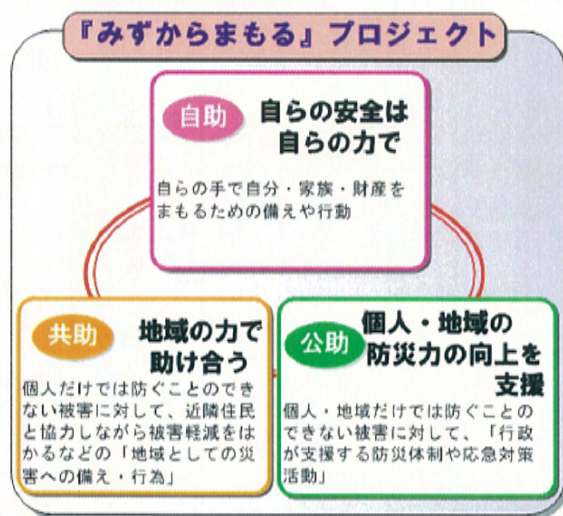 『みずからまもる』プロジェクト
自助
自らの安全は
自らの力で
自らの手で自分・家族・財産を
まもるための備えや行動
共助
地域の力で
助け合う
個人だけでは防ぐことのでき
ない被害に対して、近隣住民
と協力しながら被害軽減をは
かるなどの「地域としての災
害への備え・行為」
公助
個人・地域の
防災力の向上を
支援
個人・地域だけでは防ぐことの
できない被害に対して、「行政
が支援する防災体制や応急対策
活動」